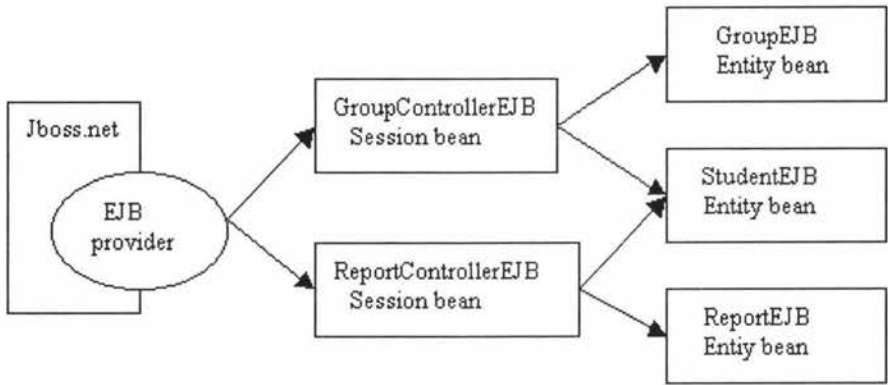 Jboss.net
EJB
provider
GroupControllerEJB
Session bean
ReportControllerEJB
Session bean
GroupEJB
Entity bean
StudentEJB
Entity bean
ReportEJB
Entiy bean